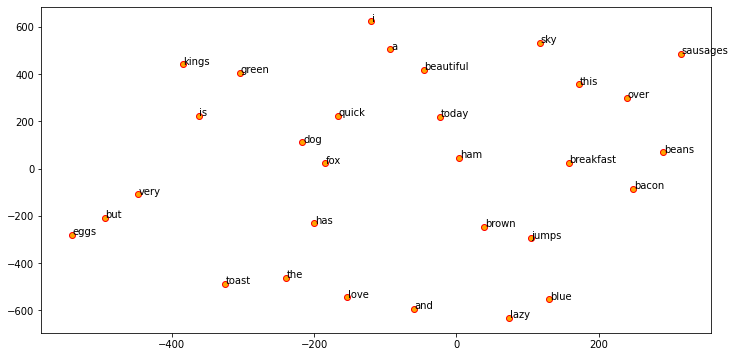 i
sky
600
a
sausages
kings
beautiful
green
400
this
over
is
quick
today
200
dog
beans
ham
fox
breakfast
0
bacon
very
but
has
brown
-200
eggs
jumps
the
toast
-400
love
blue
and
lazy
-600
-400
-200
0
200